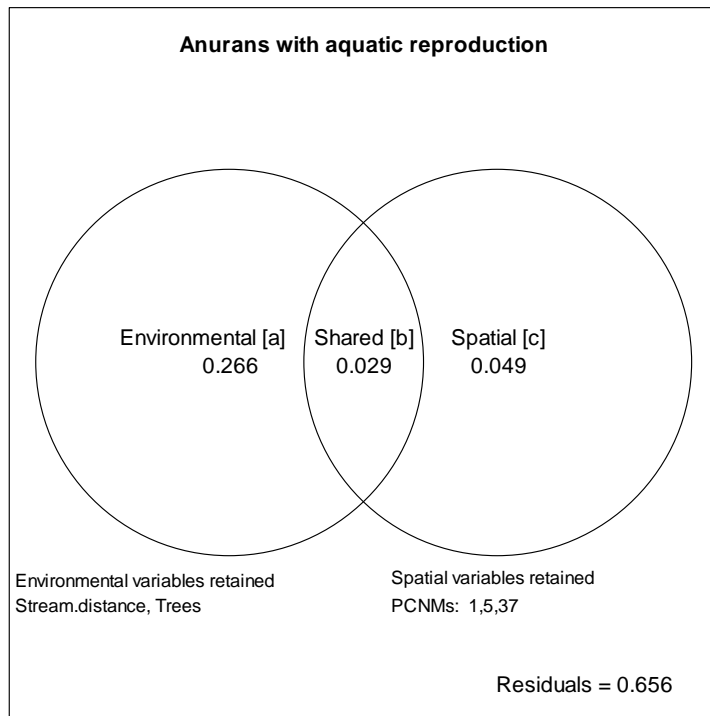 Anurans with aquatic reproduction
Environmental [a] Shared [b] Spatial [c]
0.266 0.029 0.049
Environmental variables retained Spatial variables retained
Stream.distance, Trees PCNMs: 1,5,37
Residuals = 0.656